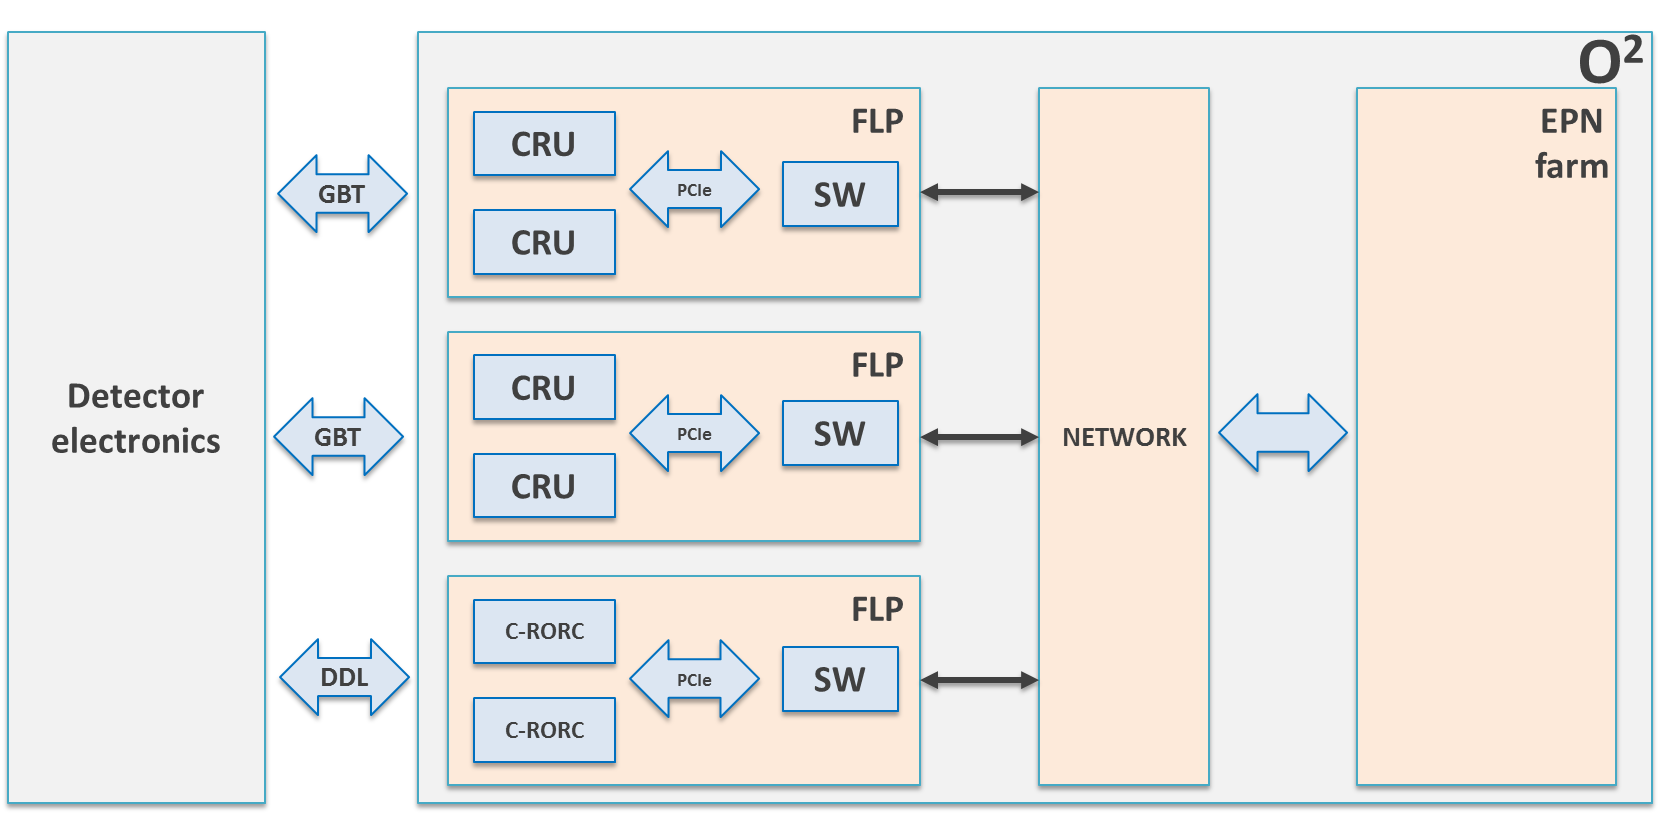 O²
Detector
electronics
GBT
FLP
CRU
CRU
PCIe
SW
GBT
FLP
CRU
CRU
PCIe
SW
DDL
FLP
C-RORC
C-RORC
PCIe
SW
NETWORK
EPN
farm